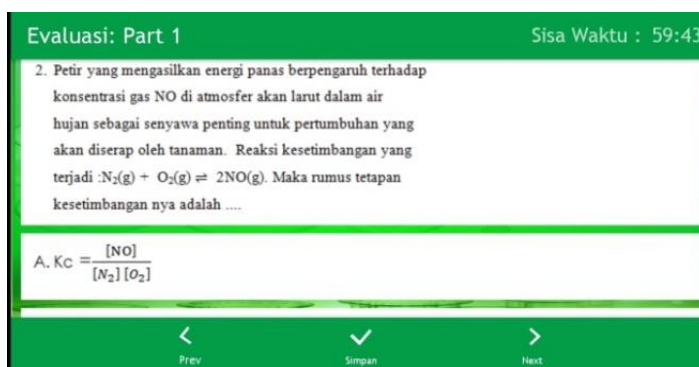 Evaluasi: Part 1
Sisa Waktu : 59:43
2. Petir yang mengasilkan energi panas berpengaruh terhadap
konsentrasi gas NO di atmosfer akan larut dalam air
hujan sebagai senyawa penting untuk pertumbuhan yang
akan diserap oleh tanaman. Reaksi kesetimbangan yang
terjadi :N₂(g) + O₂(g) ⇌ 2NO(g). Maka rumus tetapan
kesetimbangan nya adalah ....
A. Kc = [NO] / [N₂] [O₂]
Prev
Simpan
Next